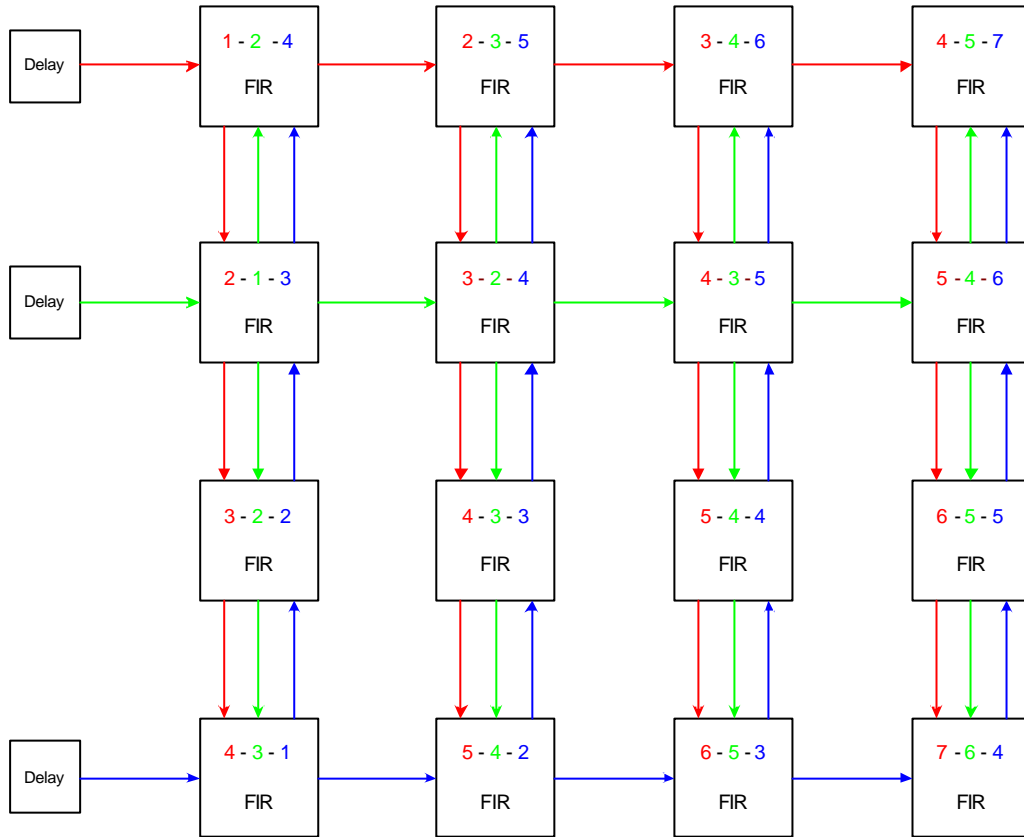 1 - 2 - 4
2 - 3 - 5
3 - 4 - 6
4 - 5 - 7
Delay
FIR
FIR
FIR
FIR
2 - 1 - 3
3 - 2 - 4
4 - 3 - 5
5 - 4 - 6
Delay
FIR
FIR
FIR
FIR
3 - 2 - 2
4 - 3 - 3
5 - 4 - 4
6 - 5 - 5
FIR
FIR
FIR
FIR
4 - 3 - 1
5 - 4 - 2
6 - 5 - 3
7 - 6 - 4
Delay
FIR
FIR
FIR
FIR